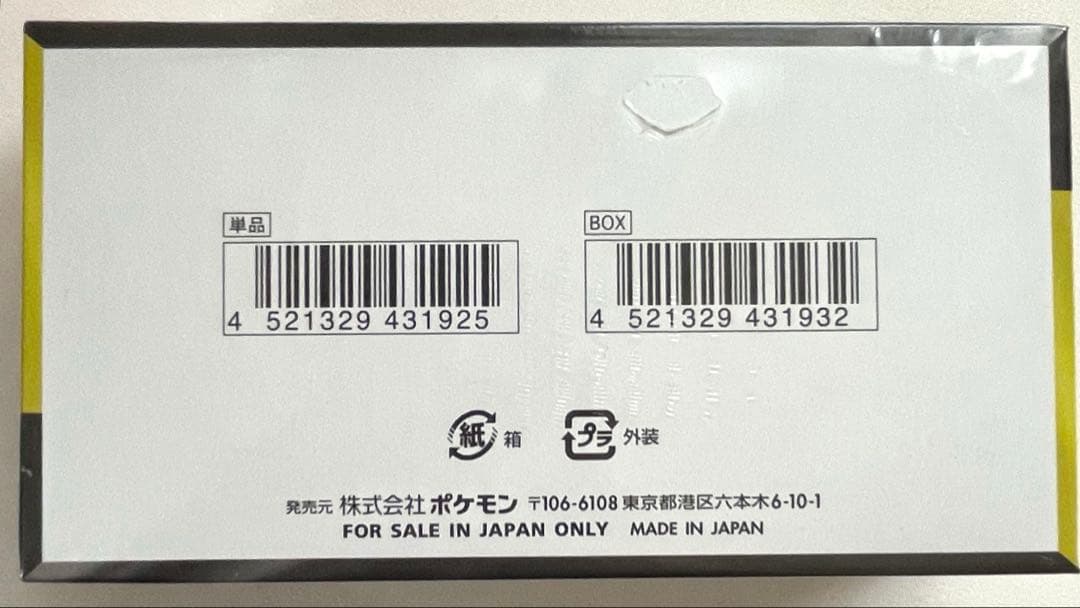 単品
4 521329 431925
BOX
4 521329 431932
紙 箱
プラ 外装
発売元 株式会社ポケモン 〒106-6108 東京都港区六本木6-10-1
FOR SALE IN JAPAN ONLY MADE IN JAPAN